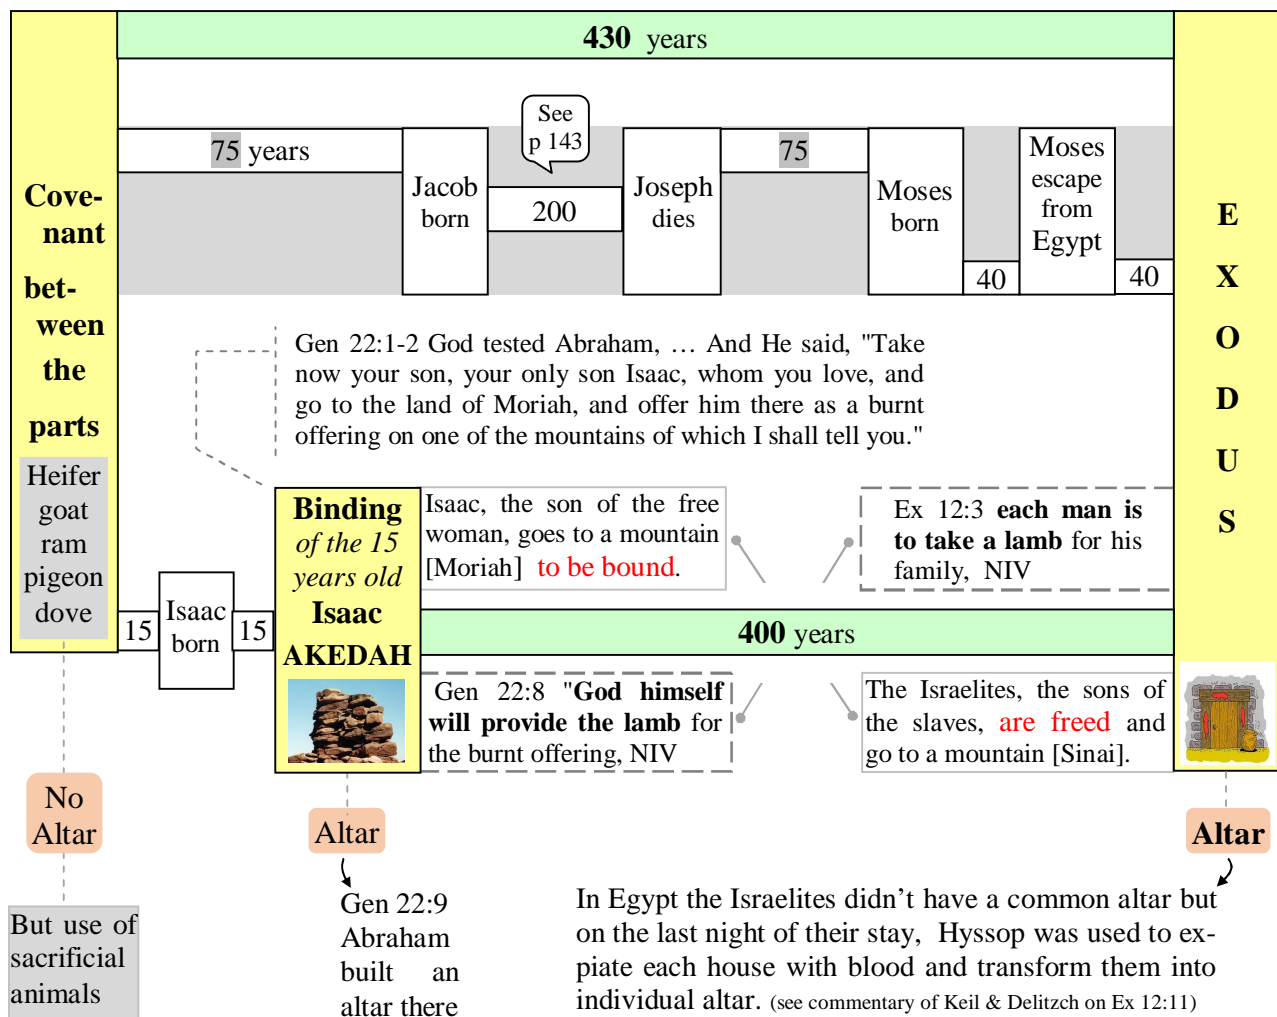 430 years
See
p 143
75 years
Jacob
born
200
Joseph
dies
75
Moses
born
40
Moses
escape
from
Egypt
40
Cove-
nant
bet-
ween
the
parts
Heifer
goat
ram
pigeon
dove
E
X
O
D
U
S
Gen 22:1-2 God tested Abraham, … And He said, "Take
now your son, your only son Isaac, whom you love, and
go to the land of Moriah, and offer him there as a burnt
offering on one of the mountains of which I shall tell you."
15
Isaac
born
15
Binding
of the 15
years old
Isaac
AKEDAH
Isaac, the son of the free
woman, goes to a mountain
[Moriah] to be bound.
Ex 12:3 each man is
to take a lamb for his
family, NIV
400 years
Gen 22:8 "God himself
will provide the lamb for
the burnt offering, NIV
The Israelites, the sons of
the slaves, are freed and
go to a mountain [Sinai].
No
Altar
Altar
Altar
But use of
sacrificial
animals
Gen 22:9
Abraham
built an
altar there
In Egypt the Israelites didn’t have a common altar but
on the last night of their stay, Hyssop was used to ex-
piate each house with blood and transform them into
individual altar. (see commentary of Keil & Delitzch on Ex 12:11)